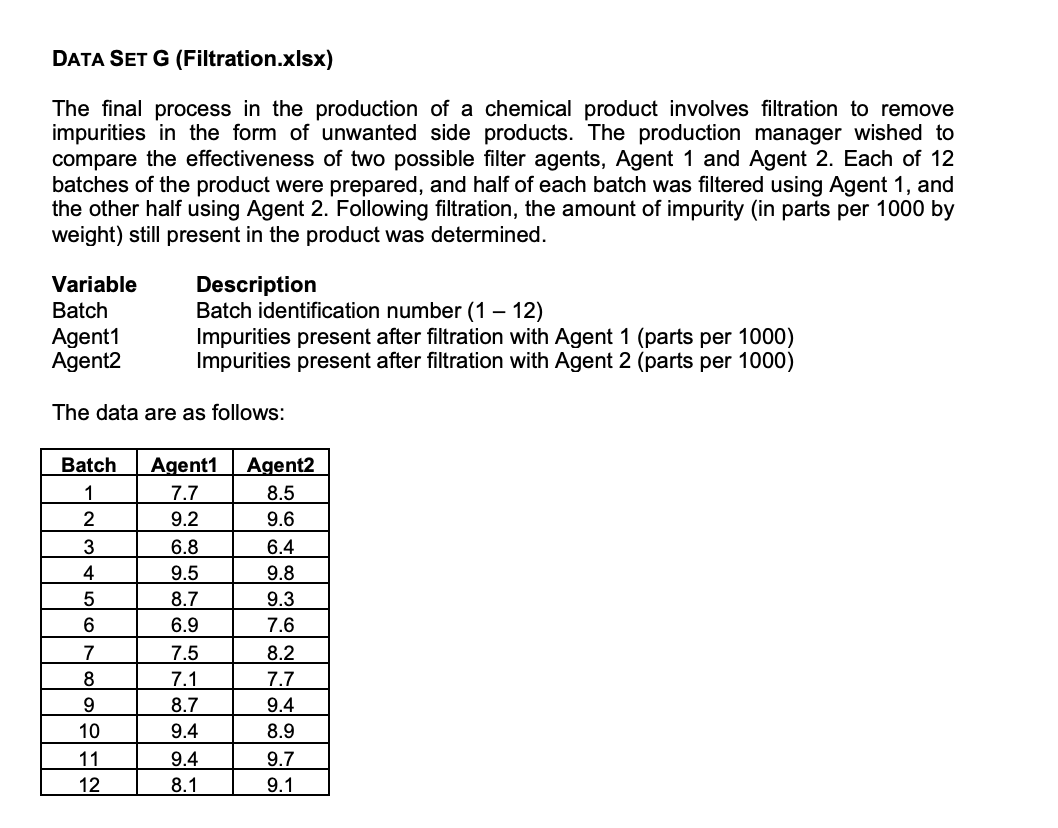 DATA SET G (Filtration.xlsx)
The final process in the production of a chemical product involves filtration to remove
impurities in the form of unwanted side products. The production manager wished to
compare the effectiveness of two possible filter agents, Agent 1 and Agent 2. Each of 12
batches of the product were prepared, and half of each batch was filtered using Agent 1, and
the other half using Agent 2. Following filtration, the amount of impurity (in parts per 1000 by
weight) still present in the product was determined.
Variable Description
Batch Batch identification number (1 – 12)
Agent1 Impurities present after filtration with Agent 1 (parts per 1000)
Agent2 Impurities present after filtration with Agent 2 (parts per 1000)
The data are as follows:
Batch Agent1 Agent2
1 7.7 8.5
2 9.2 9.6
3 6.8 6.4
4 9.5 9.8
5 8.7 9.3
6 6.9 7.6
7 7.5 8.2
8 7.1 7.7
9 8.7 9.4
10 9.4 8.9
11 9.4 9.7
12 8.1 9.1